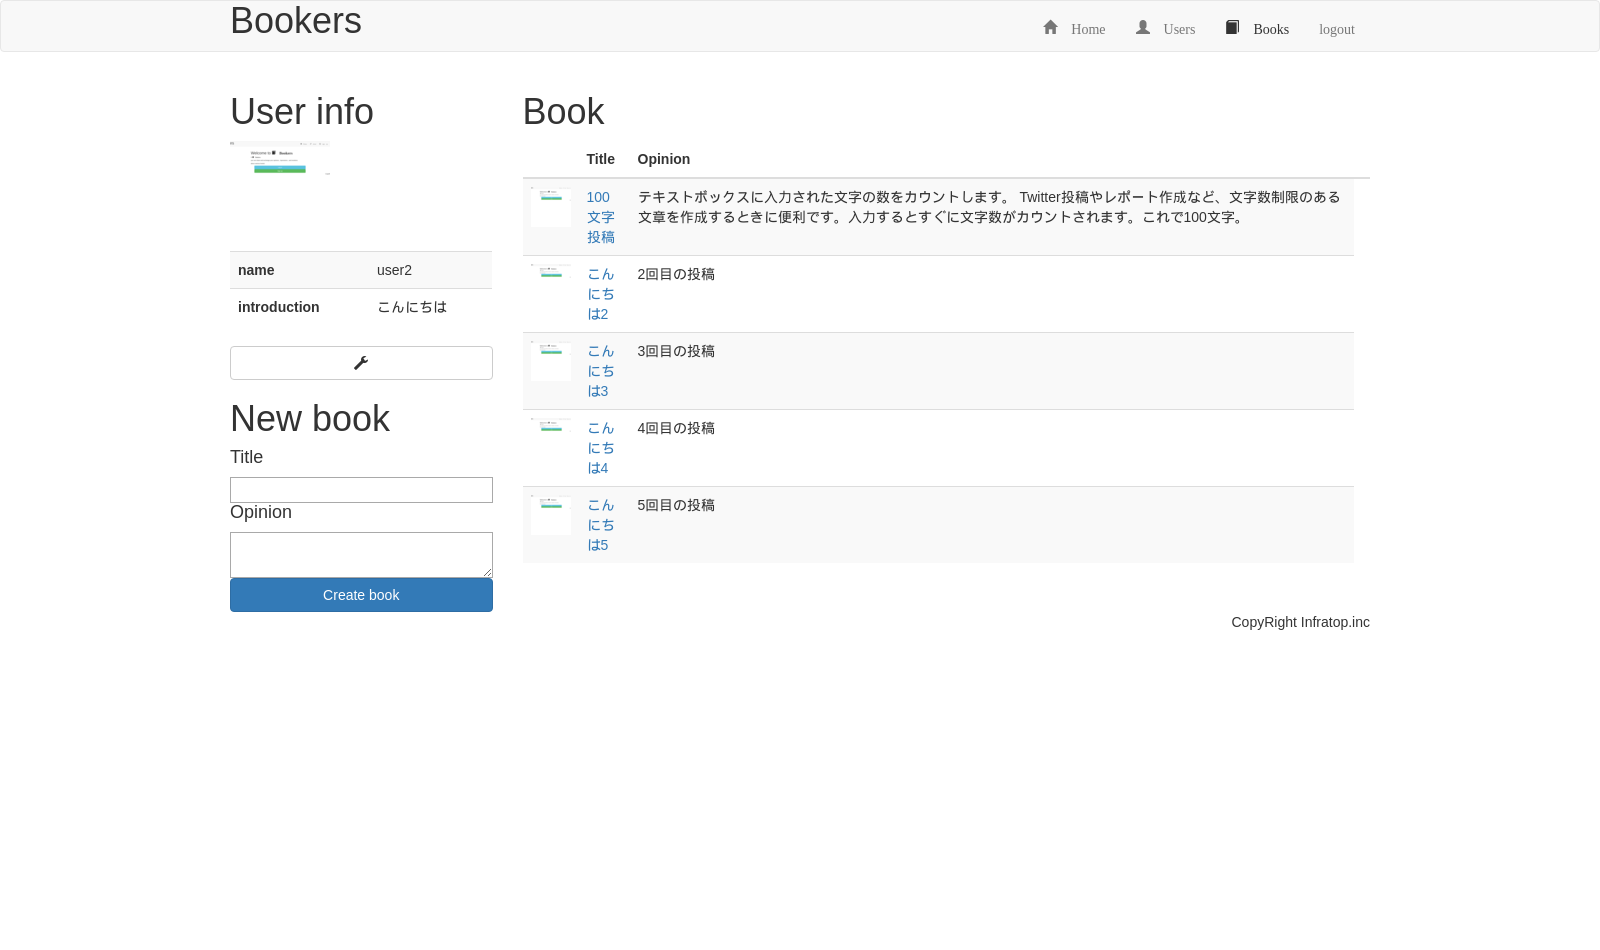 Bookers
Home Users Books logout
User info
name user2
introduction こんにちは
New book
Title
Opinion
Create book
Book
Title Opinion
100 テキストボックスに入力された文字の数をカウントします。 Twitter投稿やレポート作成など、文字数制限のある
文字 文章を作成するときに便利です。入力するとすぐに文字数がカウントされます。これで100文字。
投稿
こん 2回目の投稿
にち
は2
こん 3回目の投稿
にち
は3
こん 4回目の投稿
にち
は4
こん 5回目の投稿
にち
は5
CopyRight Infratop.inc